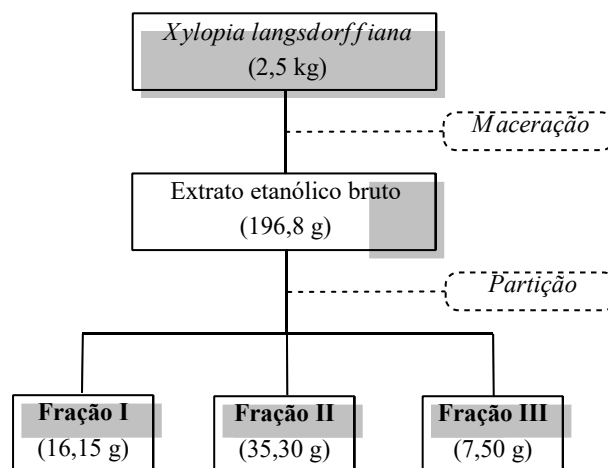 Xylopia langsdorffiana
(2,5 kg)
Maceração
Extrato etanólico bruto
(196,8 g)
Partição
Fração I
(16,15 g)
Fração II
(35,30 g)
Fração III
(7,50 g)